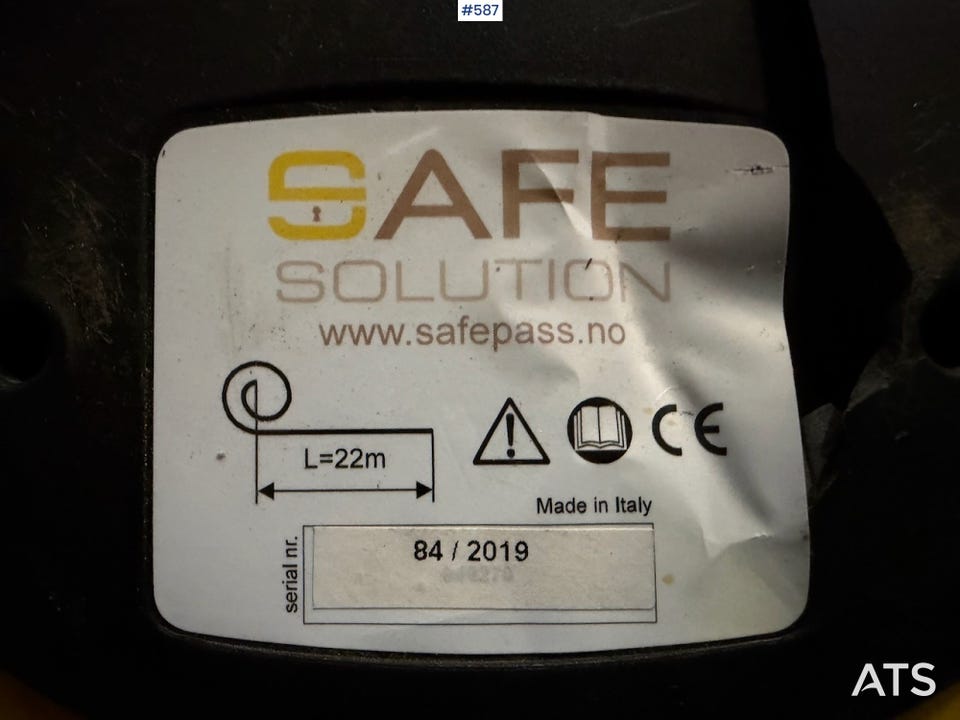 #587
SAFE
SOLUTION
www.safepass.no
L=22m
CE
Made in Italy
serial nr.
84 / 2019
ATS